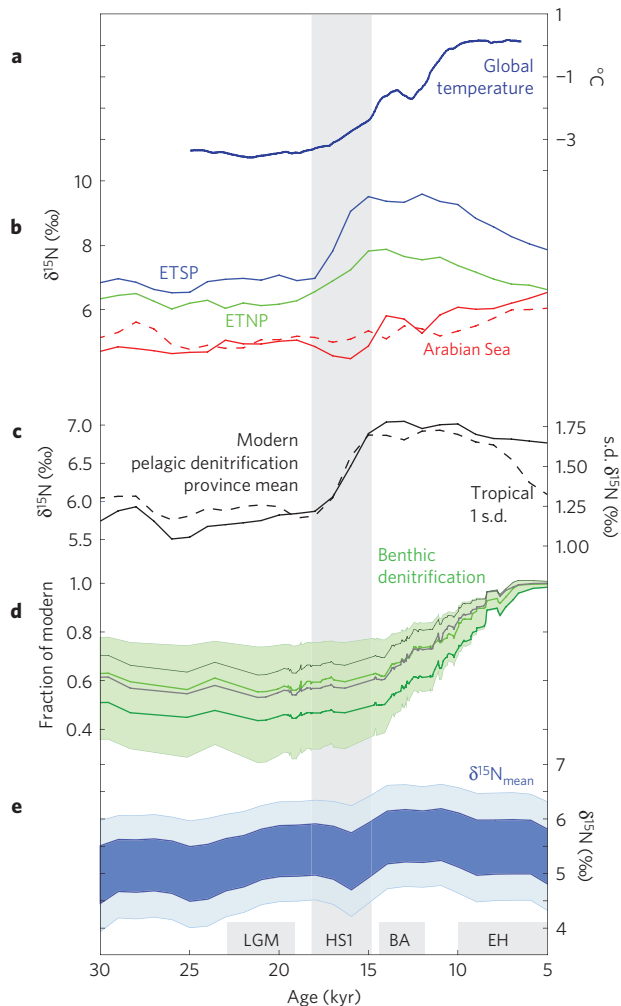 a
1
−1
−3
°C
Global
temperature
b
10
8
6
δ¹⁵N (‰)
ETSP
ETNP
Arabian Sea
c
7.0
6.5
6.0
5.5
δ¹⁵N (‰)
Modern
pelagic denitrification
province mean
Tropical
1 s.d.
1.75
1.50
1.25
1.00
s.d. δ¹⁵N (‰)
d
1.0
0.8
0.6
0.4
Fraction of modern
Benthic
denitrification
e
7
6
5
4
δ¹⁵N (‰)
δ¹⁵Nmean
LGM HS1 BA EH
30 25 20 15 10 5
Age (kyr)